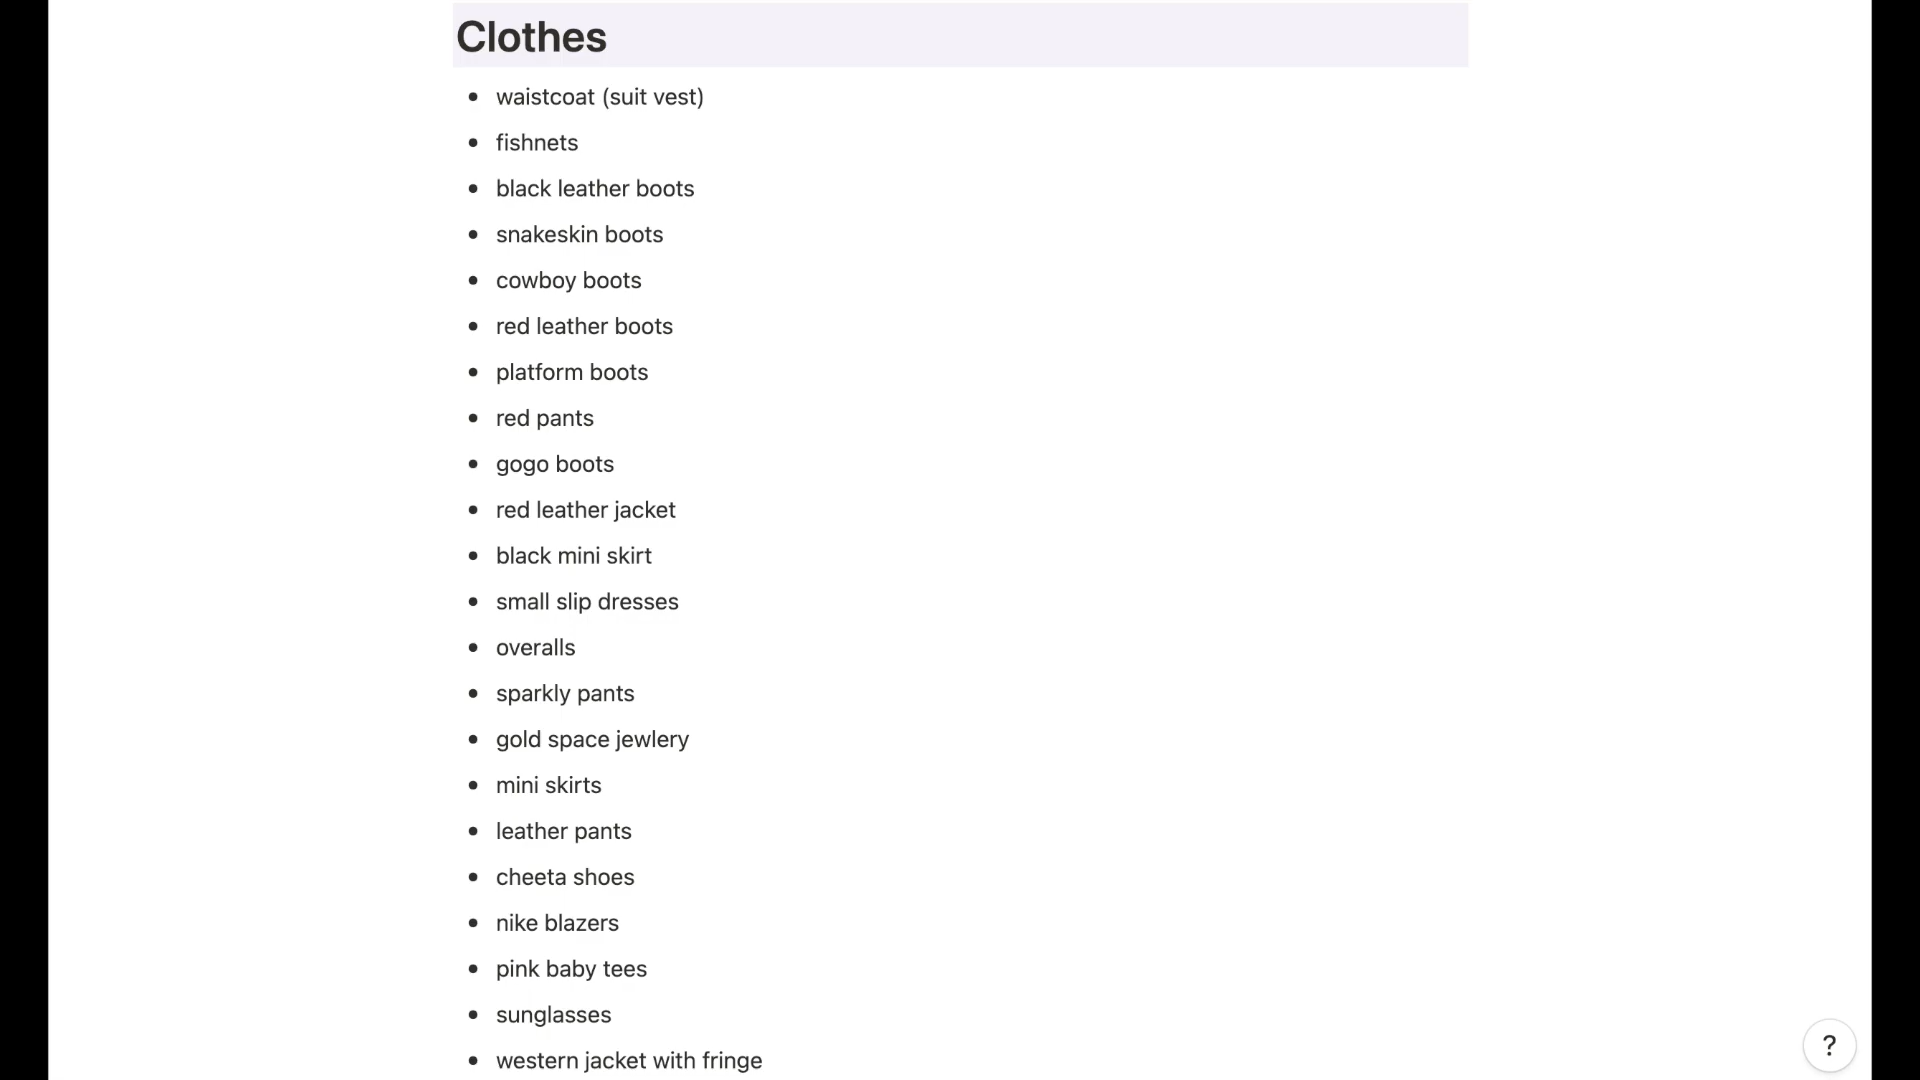 Clothes
• waistcoat (suit vest)
• fishnets
• black leather boots
• snakeskin boots
• cowboy boots
• red leather boots
• platform boots
• red pants
• gogo boots
• red leather jacket
• black mini skirt
• small slip dresses
• overalls
• sparkly pants
• gold space jewlery
• mini skirts
• leather pants
• cheeta shoes
• nike blazers
• pink baby tees
• sunglasses
• western jacket with fringe
?